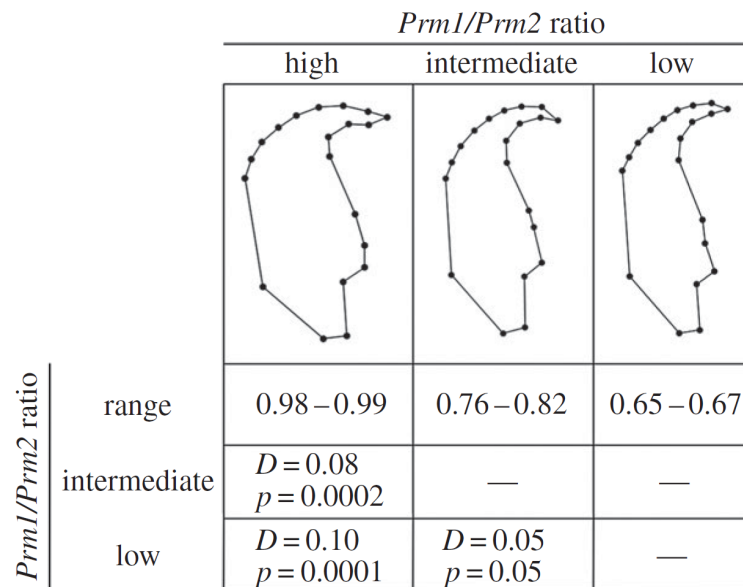 Prm1/Prm2 ratio
high intermediate low
Prm1/Prm2 ratio
range 0.98–0.99 0.76–0.82 0.65–0.67
intermediate D = 0.08 — —
p = 0.0002
low D = 0.10 D = 0.05 —
p = 0.0001 p = 0.05